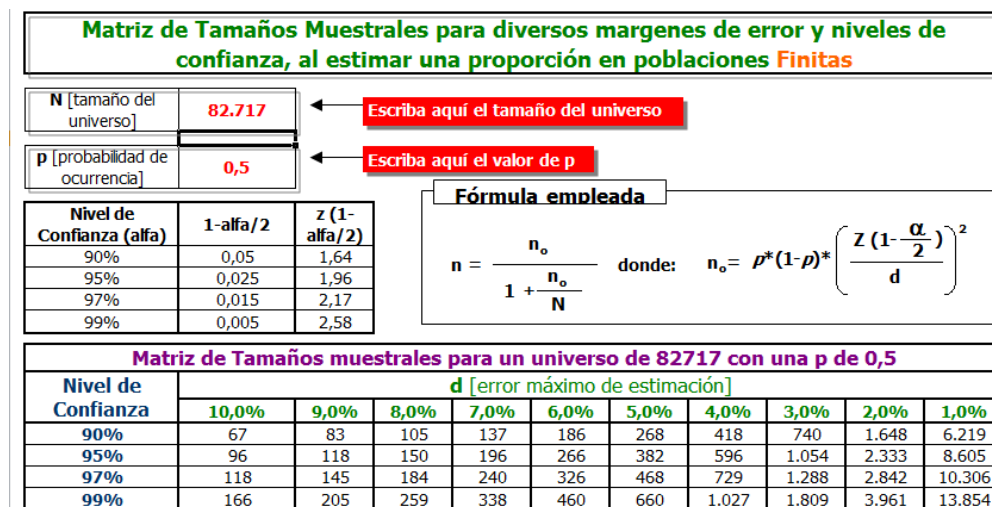 Matriz de Tamaños Muestrales para diversos margenes de error y niveles de
confianza, al estimar una proporción en poblaciones Finitas
N [tamaño del
universo]
82.717
Escriba aquí el tamaño del universo
p [probabilidad de
ocurrencia]
0,5
Escriba aquí el valor de p
Nivel de
Confianza (alfa)
1-alfa/2
z (1-
alfa/2)
90% 0,05 1,64
95% 0,025 1,96
97% 0,015 2,17
99% 0,005 2,58
Fórmula empleada
n = n₀ / (1 + n₀/N) donde: n₀= p*(1-p)*( Z (1-α/2) / d )²
Matriz de Tamaños muestrales para un universo de 82717 con una p de 0,5
Nivel de
Confianza
d [error máximo de estimación]
10,0% 9,0% 8,0% 7,0% 6,0% 5,0% 4,0% 3,0% 2,0% 1,0%
90% 67 83 105 137 186 268 418 740 1.648 6.219
95% 96 118 150 196 266 382 596 1.054 2.333 8.605
97% 118 145 184 240 326 468 729 1.288 2.842 10.306
99% 166 205 259 338 460 660 1.027 1.809 3.961 13.854